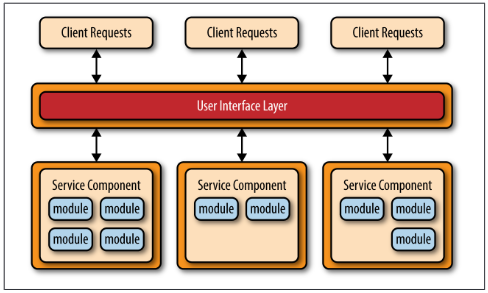 Client Requests
Client Requests
Client Requests
User Interface Layer
Service Component
module module
module module
Service Component
module module
Service Component
module module
module